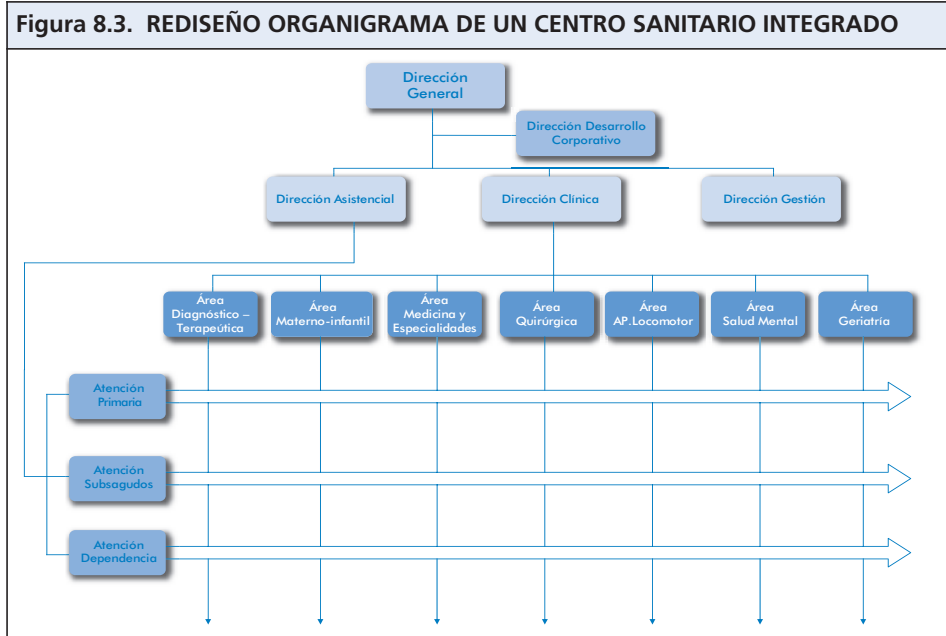 Figura 8.3. REDISEÑO ORGANIGRAMA DE UN CENTRO SANITARIO INTEGRADO
Dirección
General
Dirección Desarrollo
Corporativo
Dirección Asistencial
Dirección Clínica
Dirección Gestión
Área
Diagnóstico –
Terapeútica
Área
Materno-infantil
Área
Medicina y
Especialidades
Área
Quirúrgica
Área
AP.Locomotor
Área
Salud Mental
Área
Geriatría
Atención
Primaria
Atención
Subsagudos
Atención
Dependencia